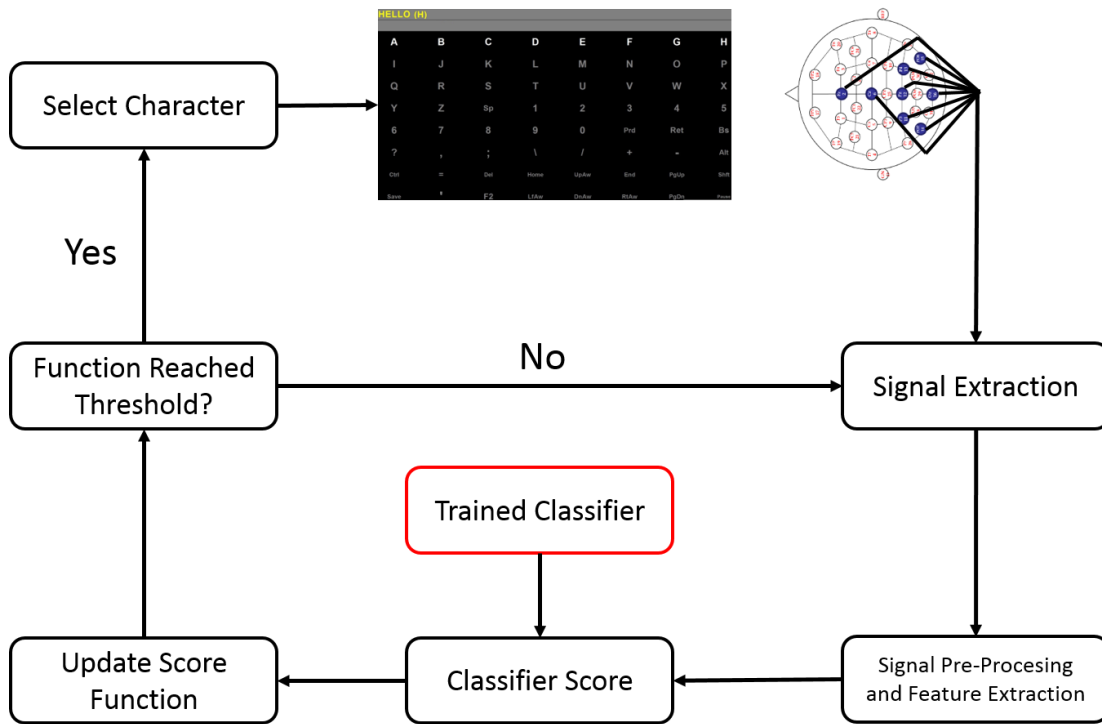 HELLO (H)
A B C D E F G H
I J K L M N O P
Q R S T U V W X
Y Z Sp 1 2 3 4 5
6 7 8 9 0 Prd Ret Bs
? , ; \ / + - Alt
Ctrl = Del Home UpAw End PgUp Shft
Save ' F2 LfAw DnAw RtAw PgDn Pause
Select Character
Yes
Function Reached
Threshold?
No
Signal Extraction
Trained Classifier
Update Score
Function
Classifier Score
Signal Pre-Procesing
and Feature Extraction